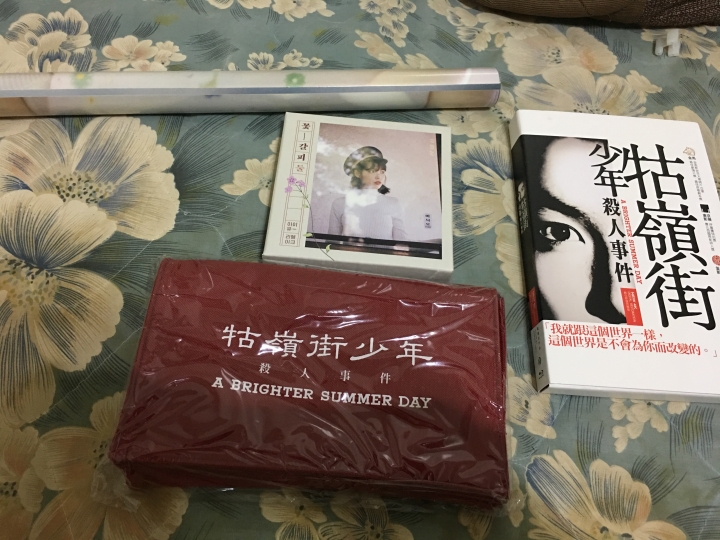 꽃
갈피
둘
牯嶺街
少年
殺人事件
A BRIGHTER SUMMER DAY
「我就跟這個世界一樣，
這個世界是不會為你而改變的。」
牯嶺街少年
殺人事件
A BRIGHTER SUMMER DAY